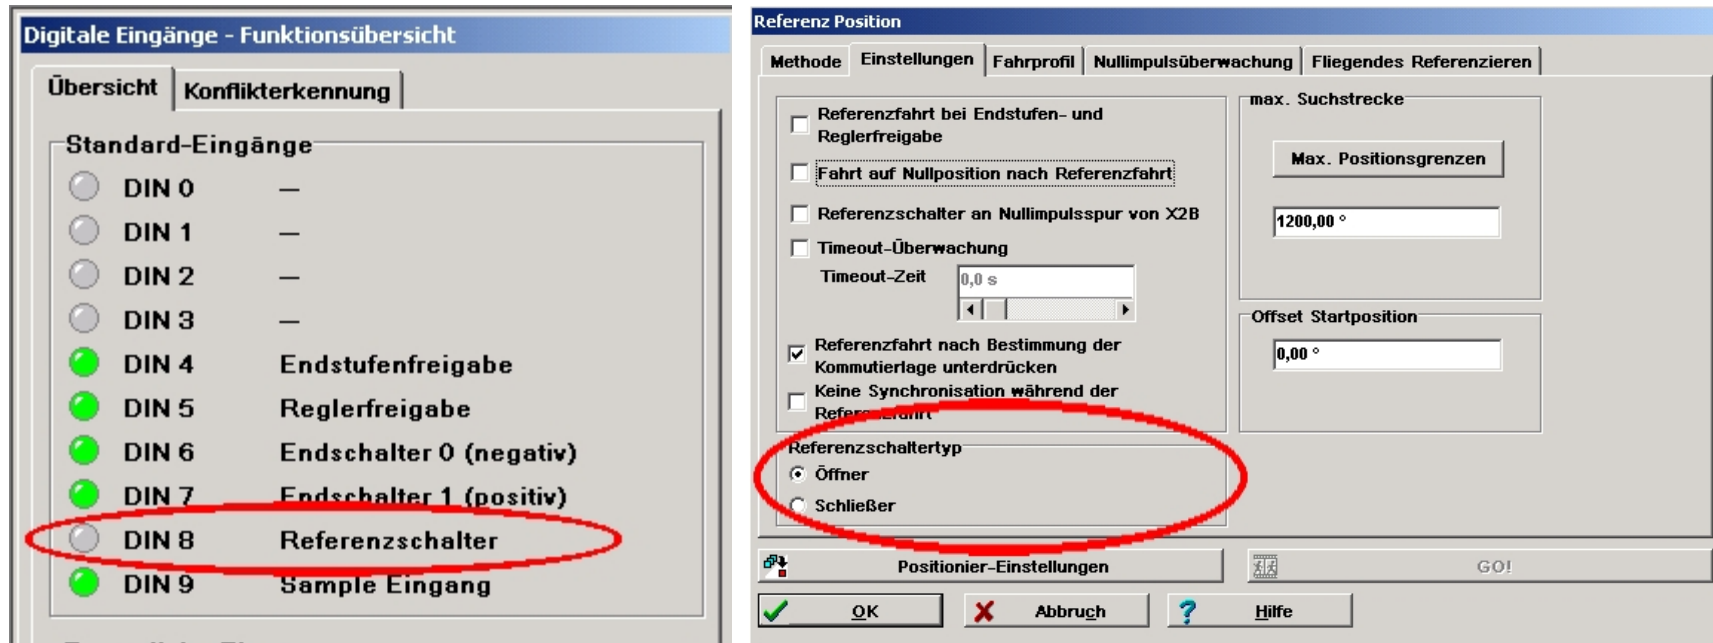 Digitale Eingänge - Funktionsübersicht
Übersicht Konflikterkennung
Standard-Eingänge
DIN 0 –
DIN 1 –
DIN 2 –
DIN 3 –
DIN 4 Endstufenfreigabe
DIN 5 Reglerfreigabe
DIN 6 Endschalter 0 (negativ)
DIN 7 Endschalter 1 (positiv)
DIN 8 Referenzschalter
DIN 9 Sample Eingang
Referenz Position
Methode Einstellungen Fahrprofil Nullimpulsüberwachung Fliegendes Referenzieren
Referenzfahrt bei Endstufen- und
Reglerfreigabe
Fahrt auf Nullposition nach Referenzfahrt
Referenzschalter an Nullimpulsspur von X2B
Timeout-Überwachung
Timeout-Zeit 0,0 s
Referenzfahrt nach Bestimmung der
Kommutierlage unterdrücken
Keine Synchronisation während der
Referenzfahrt
max. Suchstrecke
Max. Positionsgrenzen
1200,00 °
Offset Startposition
0,00 °
Referenzschaltertyp
Öffner
Schließer
Positionier-Einstellungen GO!
OK Abbruch Hilfe